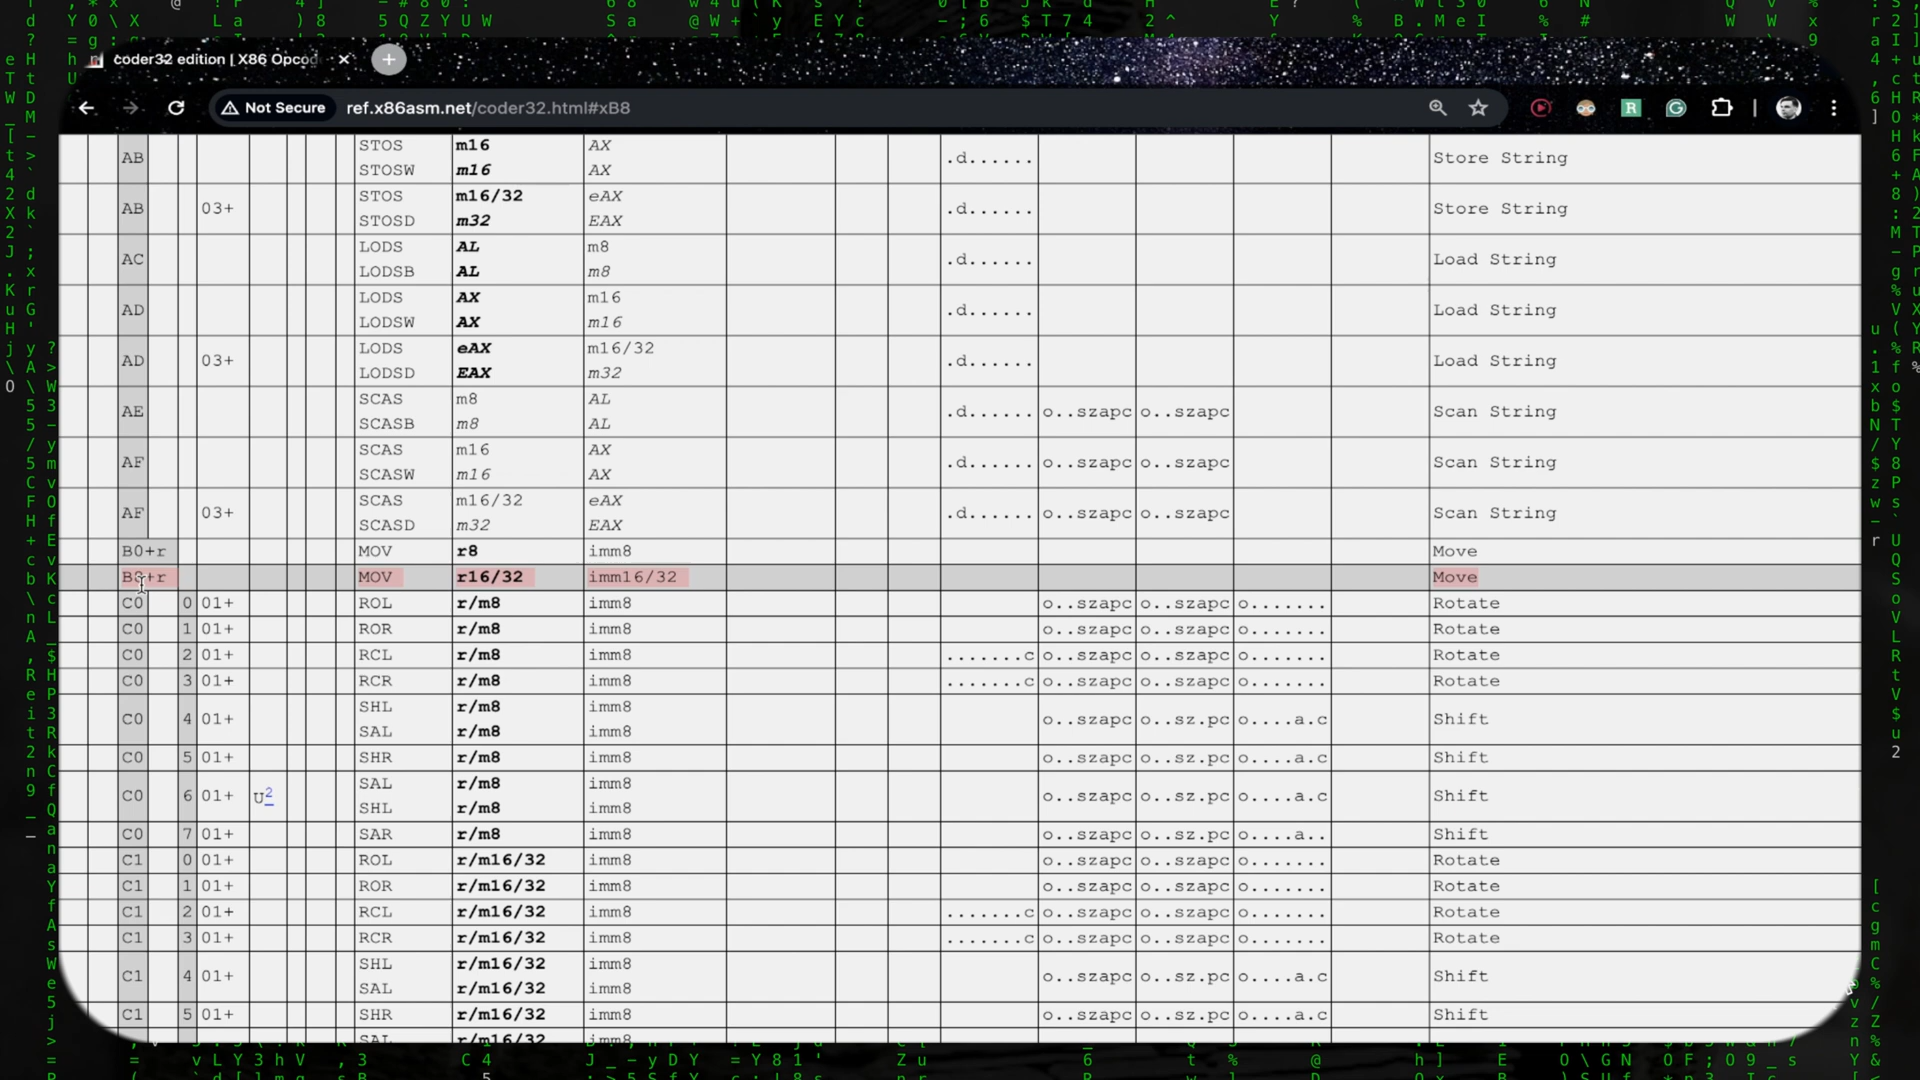 coder32 edition | X86 Opcod
Not Secure ref.x86asm.net/coder32.html#xB8
AB STOS m16 AX .d...... Store String
STOSW m16 AX
AB 03+ STOS m16/32 eAX .d...... Store String
STOSD m32 EAX
AC LODS AL m8 .d...... Load String
LODSB AL m8
AD LODS AX m16 .d...... Load String
LODSW AX m16
AD 03+ LODS eAX m16/32 .d...... Load String
LODSD EAX m32
AE SCAS m8 AL .d...... o..szapc o..szapc Scan String
SCASB m8 AL
AF SCAS m16 AX .d...... o..szapc o..szapc Scan String
SCASW m16 AX
AF 03+ SCAS m16/32 eAX .d...... o..szapc o..szapc Scan String
SCASD m32 EAX
B0+r MOV r8 imm8 Move
B8+r MOV r16/32 imm16/32 Move
C0 0 01+ ROL r/m8 imm8 o..szapc o..szapc o....... Rotate
C0 1 01+ ROR r/m8 imm8 o..szapc o..szapc o....... Rotate
C0 2 01+ RCL r/m8 imm8 .......c o..szapc o..szapc o....... Rotate
C0 3 01+ RCR r/m8 imm8 .......c o..szapc o..szapc o....... Rotate
C0 4 01+ SHL r/m8 imm8 o..szapc o..sz.pc o....a.c Shift
SAL r/m8 imm8
C0 5 01+ SHR r/m8 imm8 o..szapc o..sz.pc o....a.c Shift
C0 6 01+ U2 SAL r/m8 imm8 o..szapc o..sz.pc o....a.c Shift
SHL r/m8 imm8
C0 7 01+ SAR r/m8 imm8 o..szapc o..sz.pc o....a.. Shift
C1 0 01+ ROL r/m16/32 imm8 o..szapc o..szapc o....... Rotate
C1 1 01+ ROR r/m16/32 imm8 o..szapc o..szapc o....... Rotate
C1 2 01+ RCL r/m16/32 imm8 .......c o..szapc o..szapc o....... Rotate
C1 3 01+ RCR r/m16/32 imm8 .......c o..szapc o..szapc o....... Rotate
C1 4 01+ SHL r/m16/32 imm8 o..szapc o..sz.pc o....a.c Shift
SAL r/m16/32 imm8
C1 5 01+ SHR r/m16/32 imm8 o..szapc o..sz.pc o....a.c Shift
SAL r/m16/32 imm8